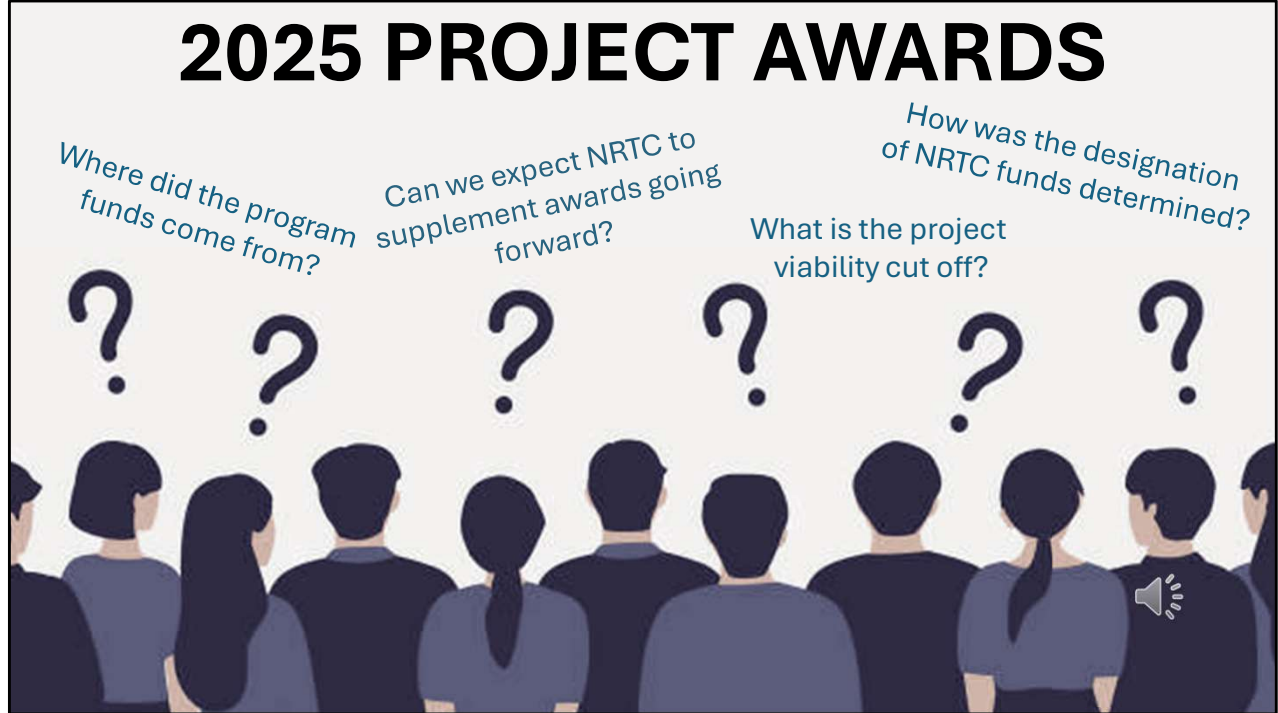 2025 PROJECT AWARDS
Where did the program
funds come from?
Can we expect NRTC to
supplement awards going
forward?
What is the project
viability cut off?
How was the designation
of NRTC funds determined?